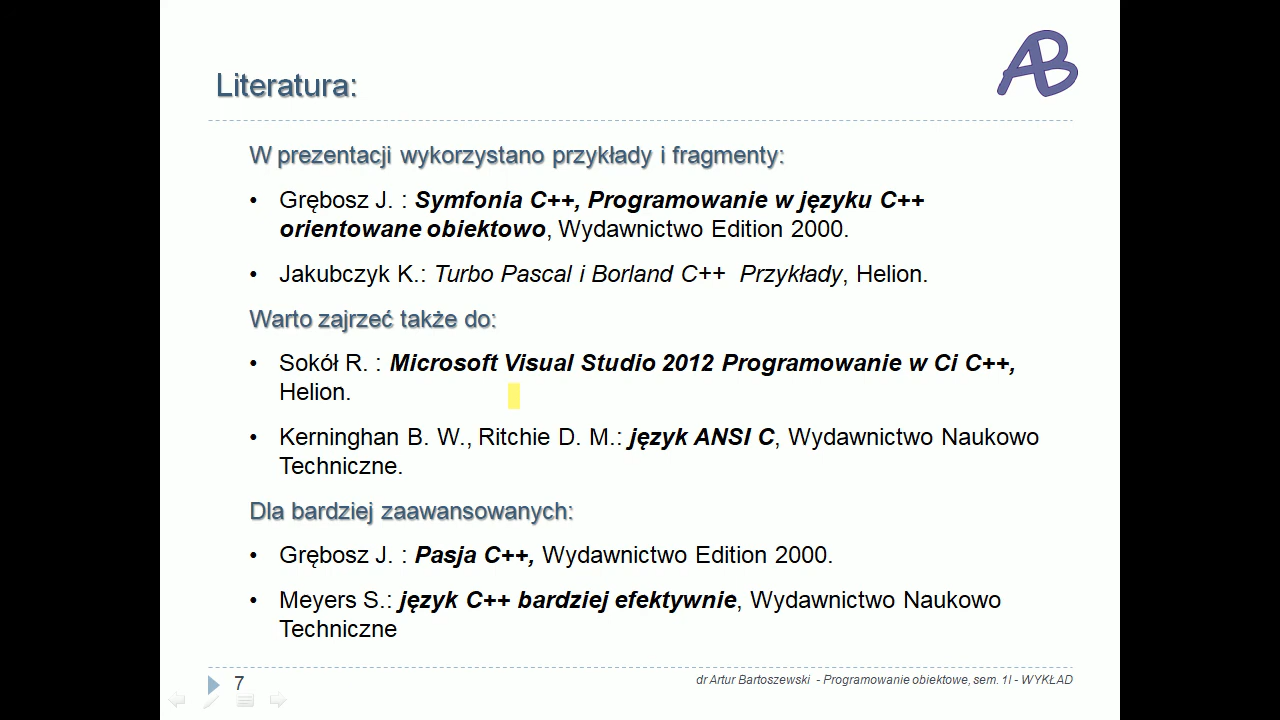 AB
Literatura:
W prezentacji wykorzystano przykłady i fragmenty:
• Grębosz J. : Symfonia C++, Programowanie w języku C++
orientowane obiektowo, Wydawnictwo Edition 2000.
• Jakubczyk K.: Turbo Pascal i Borland C++ Przykłady, Helion.
Warto zajrzeć także do:
• Sokół R. : Microsoft Visual Studio 2012 Programowanie w Ci C++,
Helion.
• Kerninghan B. W., Ritchie D. M.: język ANSI C, Wydawnictwo Naukowo
Techniczne.
Dla bardziej zaawansowanych:
• Grębosz J. : Pasja C++, Wydawnictwo Edition 2000.
• Meyers S.: język C++ bardziej efektywnie, Wydawnictwo Naukowo
Techniczne
7
dr Artur Bartoszewski - Programowanie obiektowe, sem. 1I - WYKŁAD